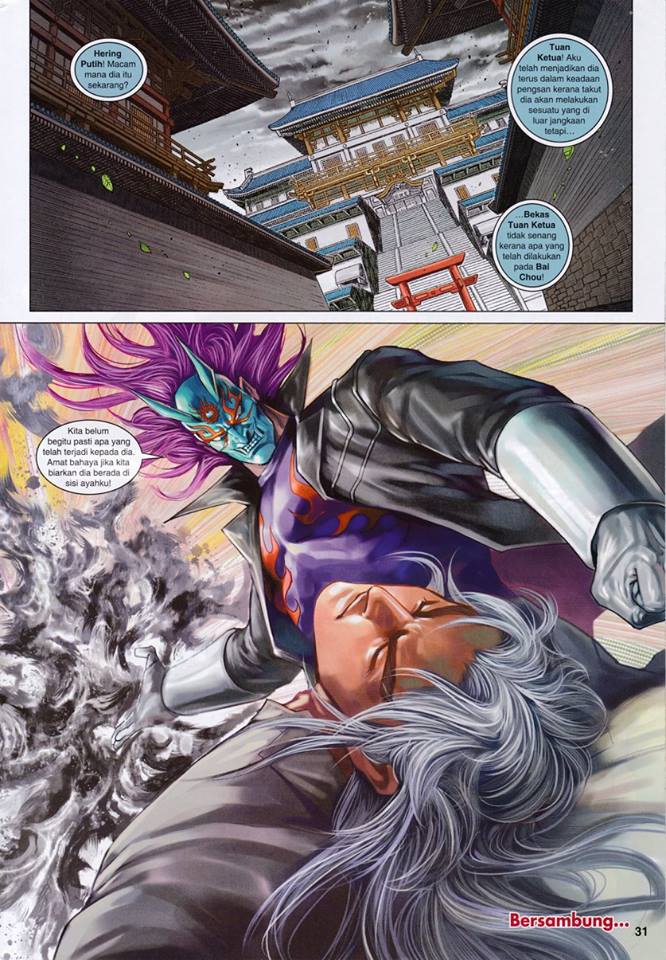 Hering
Putih! Macam
mana dia itu
sekarang?
Tuan
Ketua! Aku
telah menjadikan dia
terus dalam keadaan
pengsan kerana takut
dia akan melakukan
sesuatu yang di
luar jangkaan
tetapi...
...Bekas
Tuan Ketua
tidak senang
kerana apa yang
telah dilakukan
pada Bai
Chou!
Kita belum
begitu pasti apa yang
telah terjadi kepada dia.
Amat bahaya jika kita
biarkan dia berada di
sisi ayahku!
Bersambung...
31